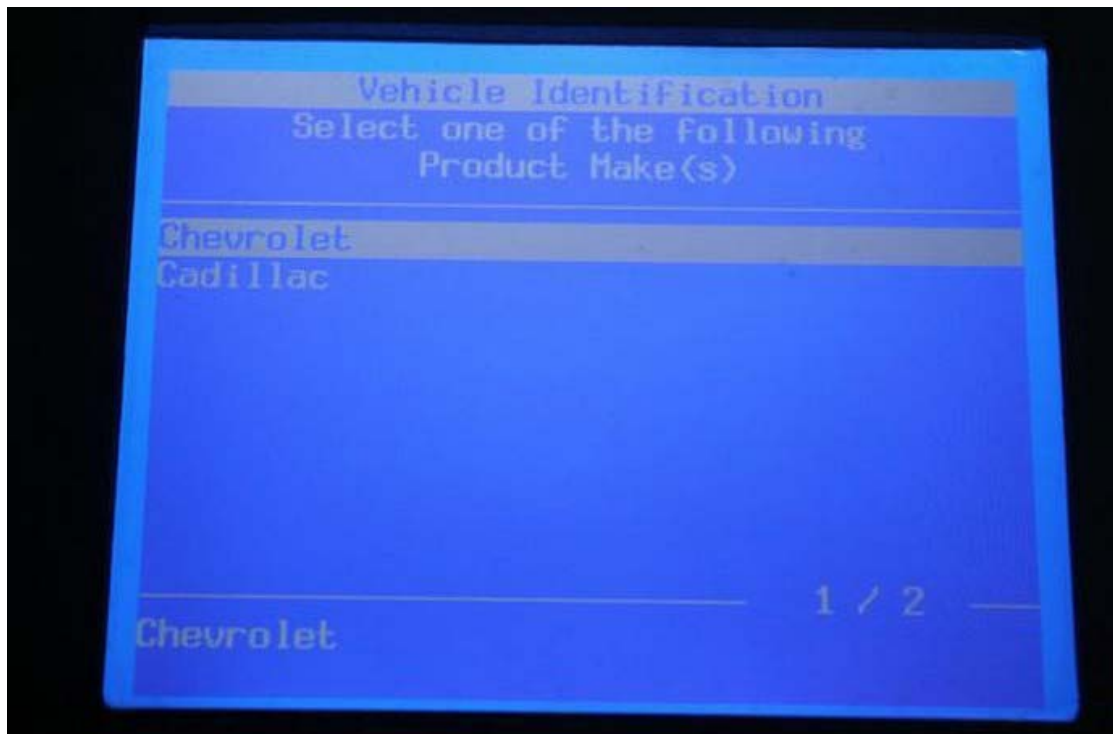 Vehicle Identification
Select one of the following
Product Make(s)
Chevrolet
Cadillac
1 / 2
Chevrolet